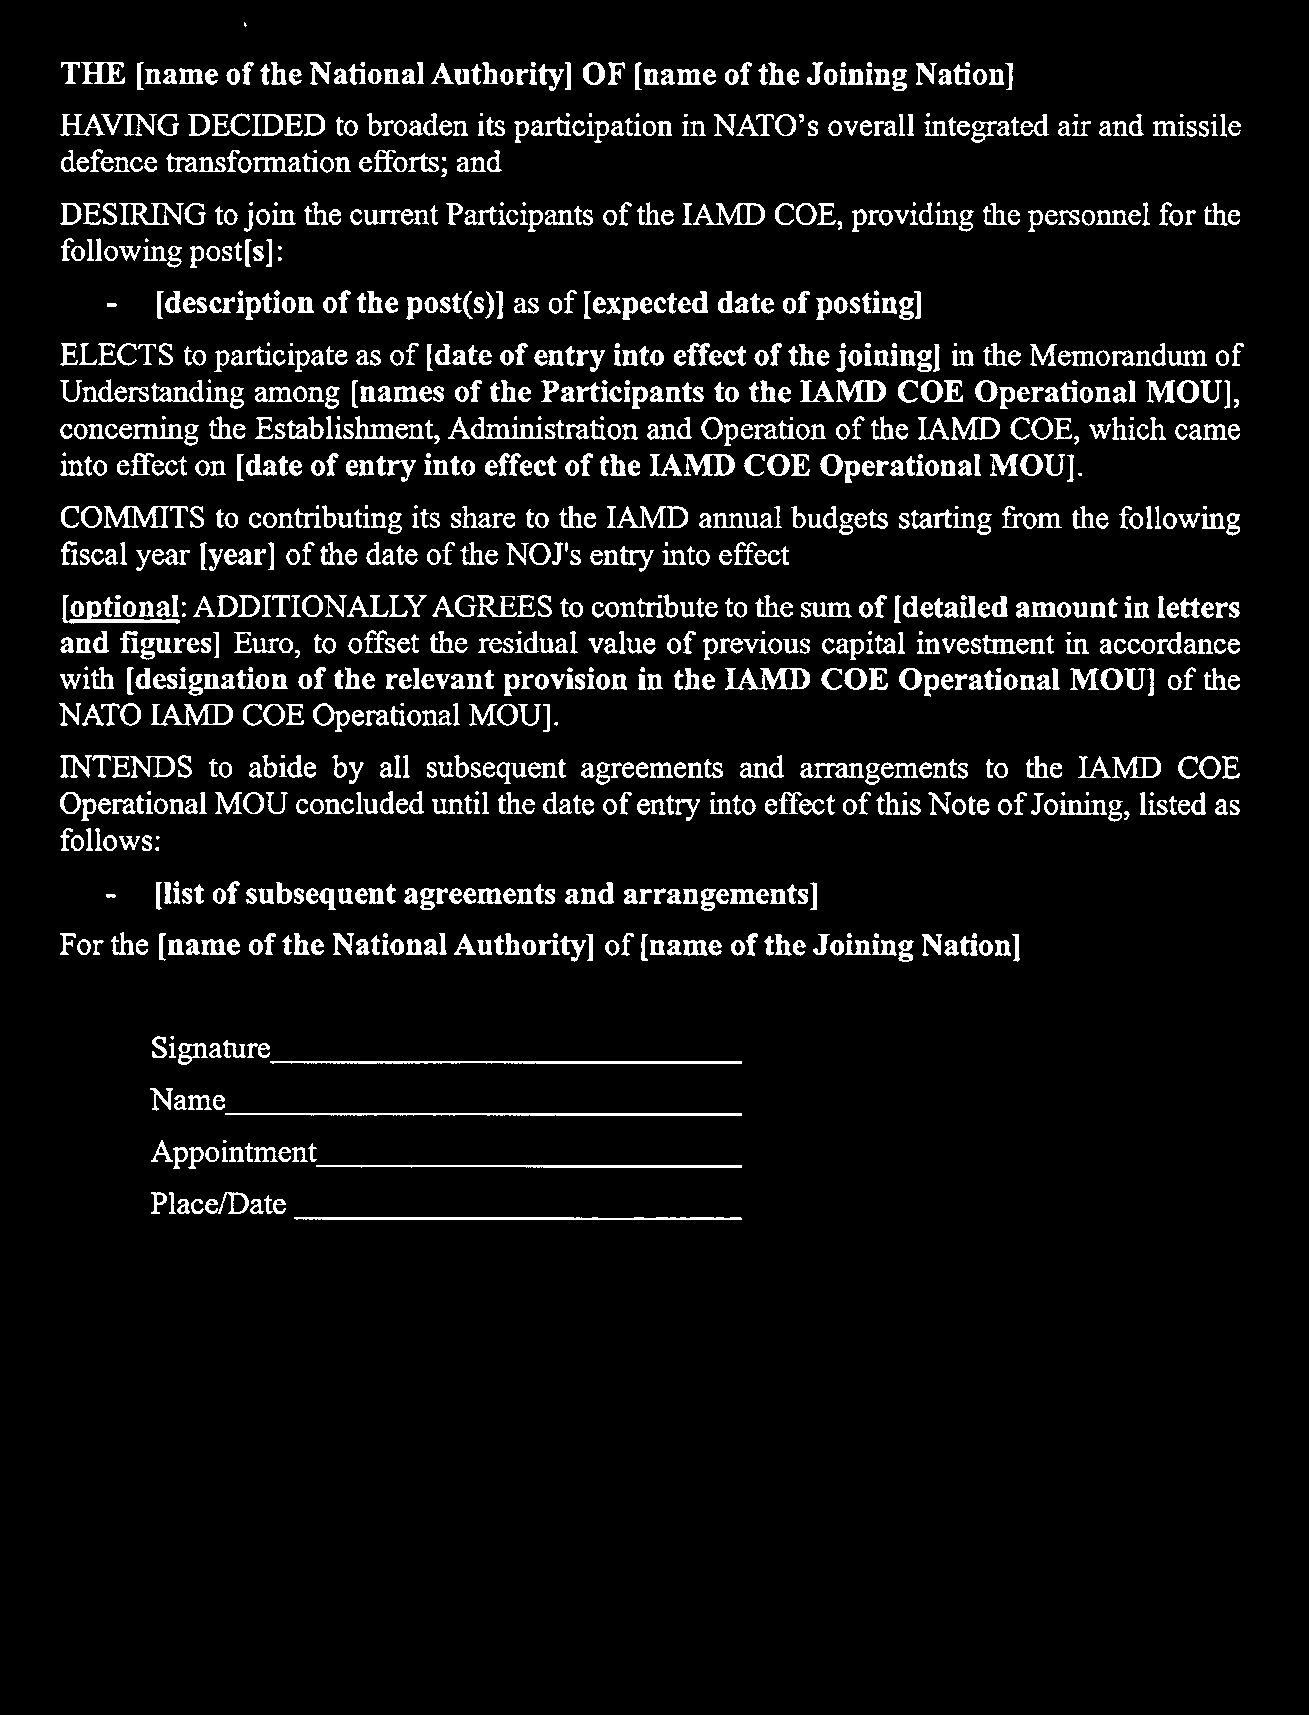 THE [name of the National Authority] OF [name of the Joining Nation]
HAVING DECIDED to broaden its participation in NATO’s overall integrated air and missile
defence transformation efforts; and
DESIRING to join the current Participants of the IAMD COE, providing the personnel for the
following post[s]:
- [description of the post(s)] as of [expected date of posting]
ELECTS to participate as of [date of entry into effect of the joining] in the Memorandum of
Understanding among [names of the Participants to the IAMD COE Operational MOU],
concerning the Establishment, Administration and Operation of the IAMD COE, which came
into effect on [date of entry into effect of the IAMD COE Operational MOU].
COMMITS to contributing its share to the IAMD annual budgets starting from the following
fiscal year [year] of the date of the NOJ's entry into effect
[optional: ADDITIONALLY AGREES to contribute to the sum of [detailed amount in letters
and figures] Euro, to offset the residual value of previous capital investment in accordance
with [designation of the relevant provision in the IAMD COE Operational MOU] of the
NATO IAMD COE Operational MOU].
INTENDS to abide by all subsequent agreements and arrangements to the IAMD COE
Operational MOU concluded until the date of entry into effect of this Note of Joining, listed as
follows:
- [list of subsequent agreements and arrangements]
For the [name of the National Authority] of [name of the Joining Nation]
Signature
Name
Appointment
Place/Date